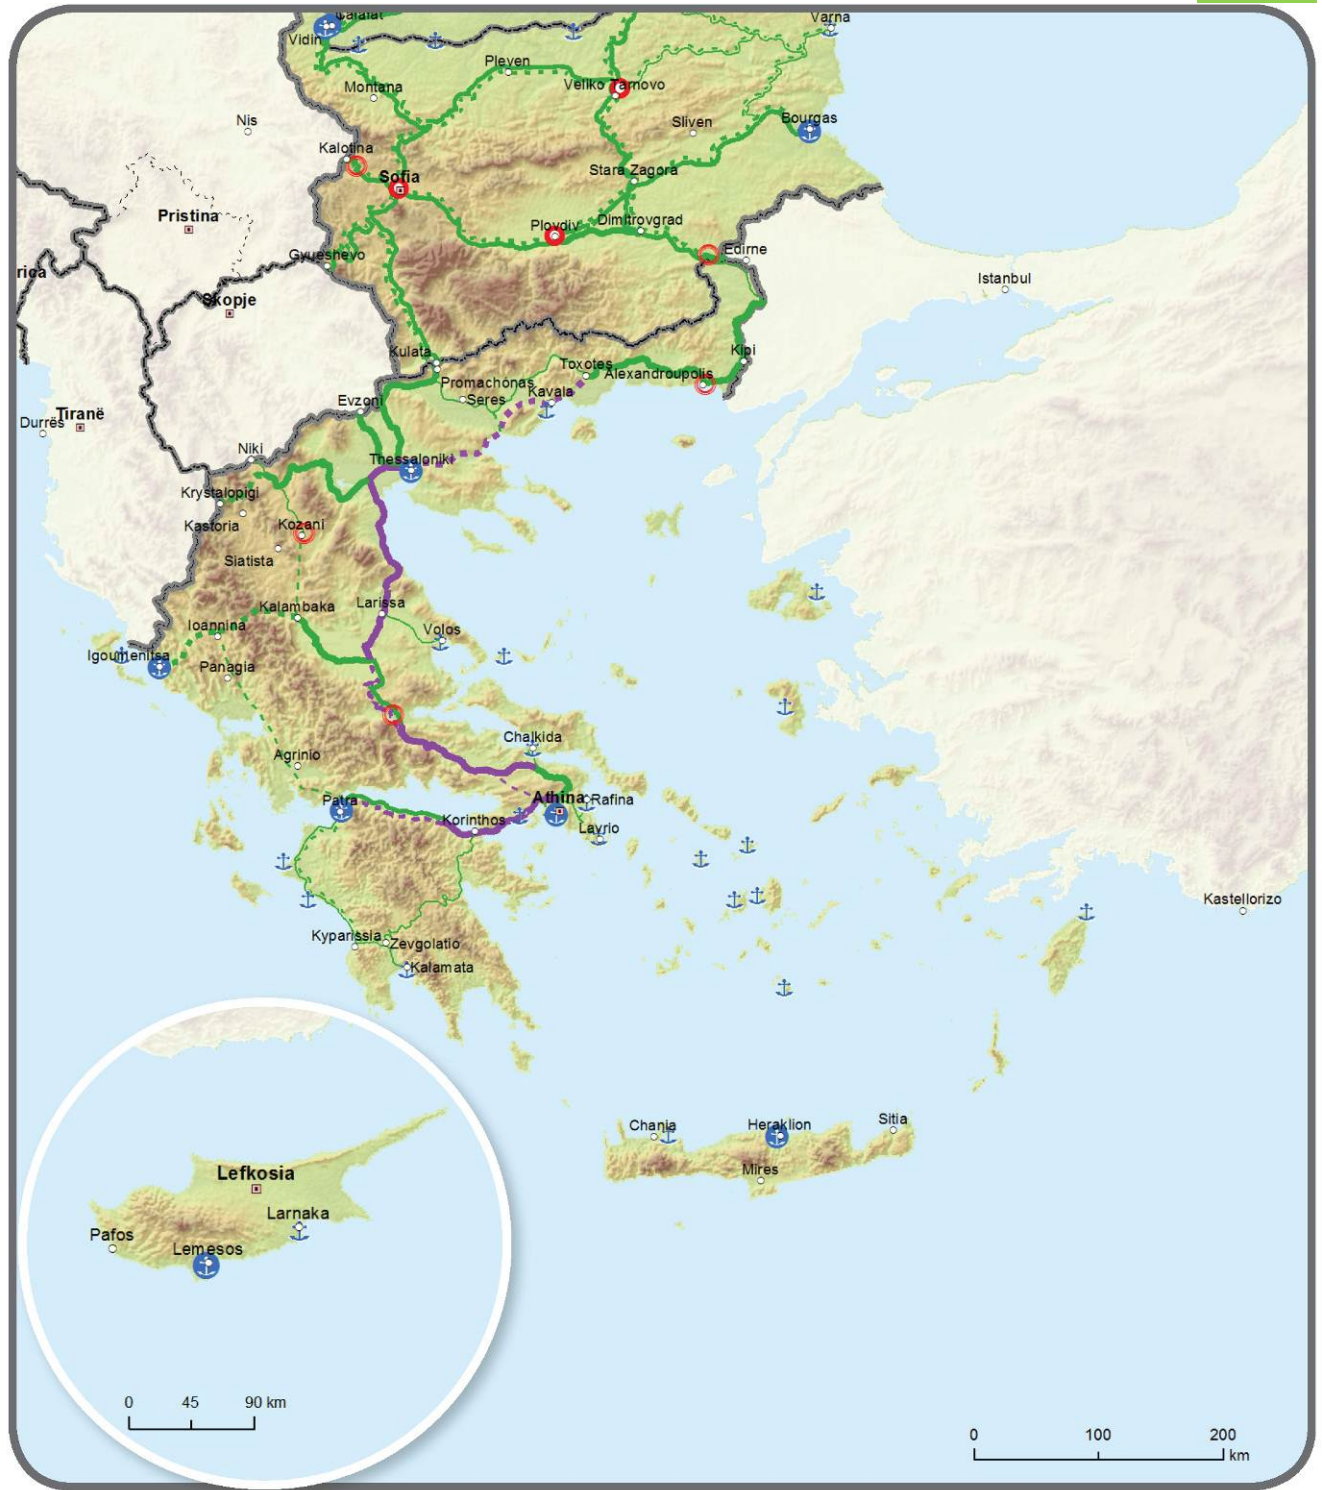 Calafat
Varna
Vidin
Pleven
Montana
Veliko Tarnovo
Nis
Sliven
Bourgas
Kalotina
Sofia
Stara Zagora
Pristina
Plovdiv
Dimitrovgrad
Gyueshevo
Edirne
rica
Istanbul
Skopje
Kulata
Kipi
Toxotes
Alexandroupolis
Promachonas
Seres
Kavala
Evzoni
Durrës
Tiranë
Niki
Thessaloniki
Krystalopigi
Kastoria
Kozani
Siatista
Kalambaka
Larissa
Ioannina
Volos
Igoumenitsa
Panagia
Chalkida
Agrinio
Patra
Athina
Rafina
Korinthos
Lavrio
Kastellorizo
Kyparissia
Zevgolatio
Kalamata
Chania
Heraklion
Sitia
Mires
Lefkosia
Larnaka
Pafos
Lemesos
0 45 90 km
0 100 200
km